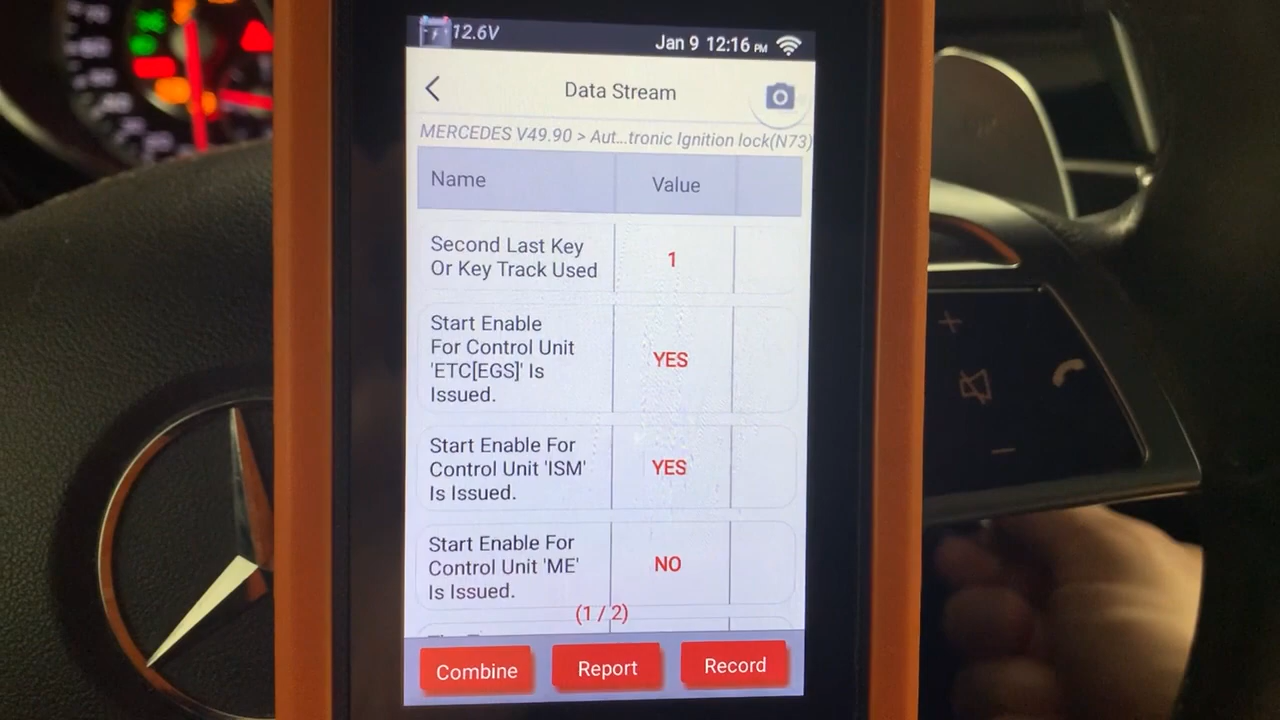 12.6V
Jan 9 12:16 PM
Data Stream
MERCEDES V49.90 > Aut...tronic Ignition lock(N73)
Name
Value
Second Last Key
Or Key Track Used
1
Start Enable
For Control Unit
'ETC[EGS]' Is
Issued.
YES
Start Enable For
Control Unit 'ISM'
Is Issued.
YES
Start Enable For
Control Unit 'ME'
Is Issued.
NO
(1 / 2)
Combine
Report
Record